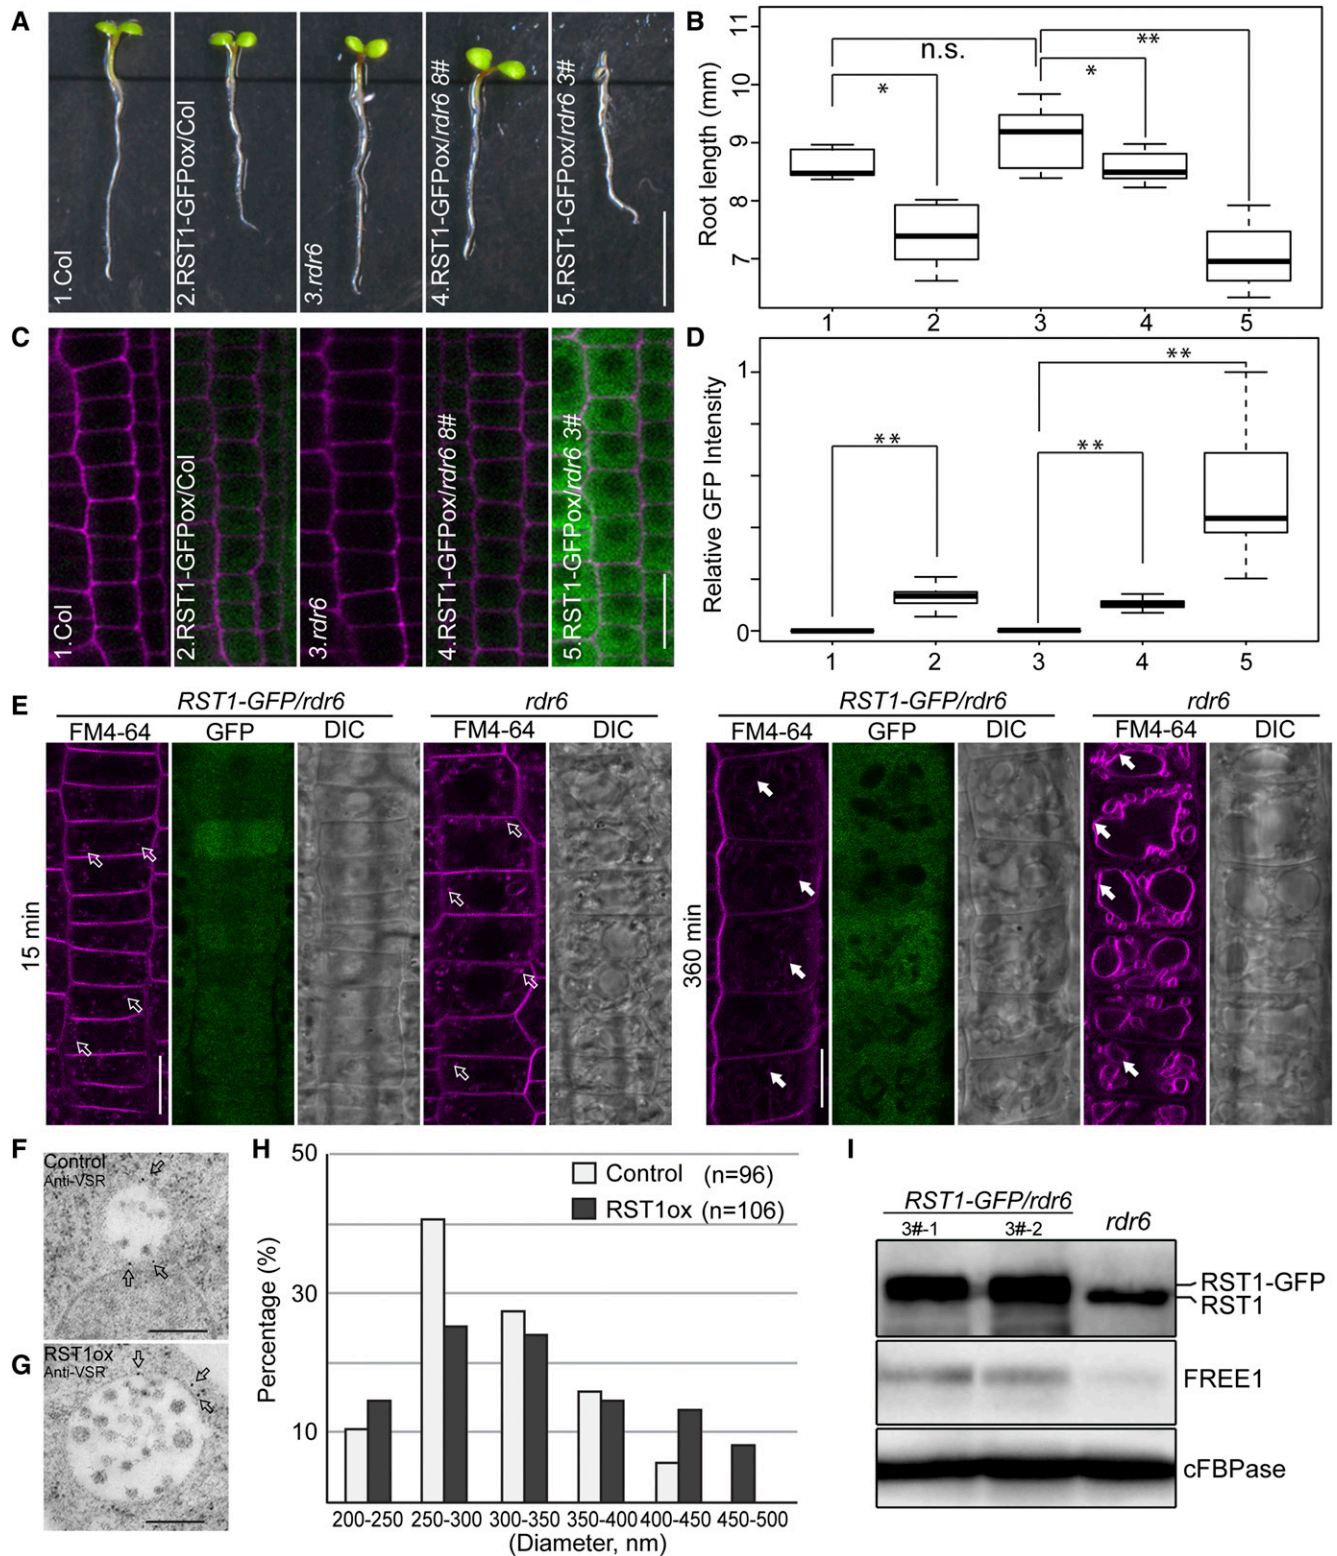 A
1.Col
2.RST1-GFPox/Col
3.rdr6
4.RST1-GFPox/rdr6 8#
5.RST1-GFPox/rdr6 3#
B
Root length (mm)
11
10
9
8
7
n.s.
*
*
**
1 2 3 4 5
C
1.Col
2.RST1-GFPox/Col
3.rdr6
4.RST1-GFPox/rdr6 8#
5.RST1-GFPox/rdr6 3#
D
Relative GFP Intensity
1
0
**
**
**
1 2 3 4 5
E
RST1-GFP/rdr6 rdr6 RST1-GFP/rdr6 rdr6
FM4-64 GFP DIC FM4-64 DIC FM4-64 GFP DIC FM4-64 DIC
15 min
360 min
F
Control
Anti-VSR
G
RST1ox
Anti-VSR
H
Percentage (%)
50
30
10
Control (n=96)
RST1ox (n=106)
200-250 250-300 300-350 350-400 400-450 450-500
(Diameter, nm)
I
RST1-GFP/rdr6
3#-1 3#-2 rdr6
RST1-GFP
RST1
FREE1
cFBPase